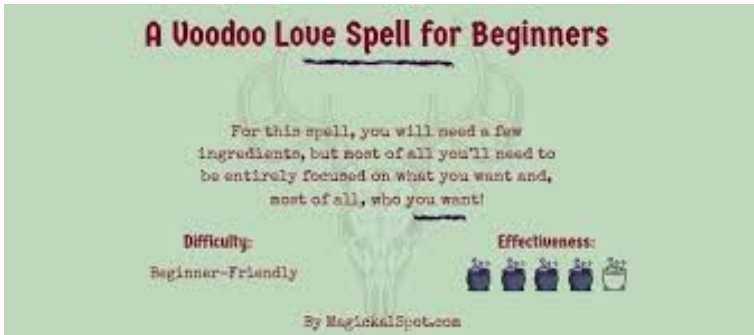 A Voodoo Love Spell for Beginners
For this spell, you will need a few
ingredients, but most of all you'll need to
be entirely focused on what you want and,
most of all, who you want!
Difficulty:
Beginner-Friendly
Effectiveness:
By MagickalSpot.com